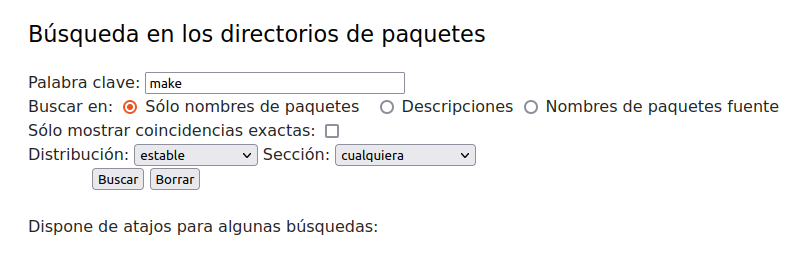 Búsqueda en los directorios de paquetes
Palabra clave: make
Buscar en: Sólo nombres de paquetes Descripciones Nombres de paquetes fuente
Sólo mostrar coincidencias exactas:
Distribución: estable Sección: cualquiera
Buscar Borrar
Dispone de atajos para algunas búsquedas: